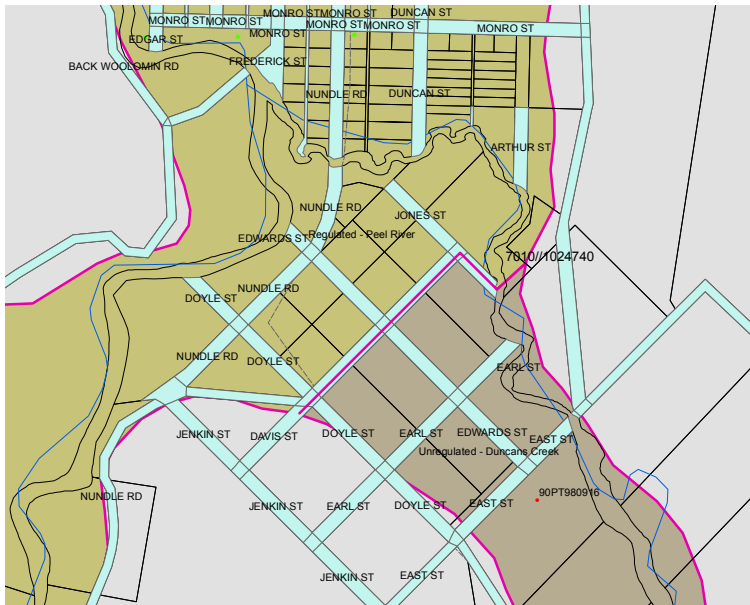 MONRO ST MONRO ST
MONRO ST MONRO ST
DUNCAN ST
MONRO ST MONRO ST
MONRO ST
MONRO ST
EDGAR ST
BACK WOOLOMIN RD
FREDERICK ST
NUNDLE RD
DUNCAN ST
ARTHUR ST
NUNDLE RD
JONES ST
EDWARDS ST
Regulated - Peel River
7010//1024740
NUNDLE RD
DOYLE ST
NUNDLE RD
DOYLE ST
EARL ST
JENKIN ST
DAVIS ST
DOYLE ST
EARL ST
EDWARDS ST
EAST ST
Unregulated - Duncans Creek
NUNDLE RD
90PT980916
JENKIN ST
EARL ST
DOYLE ST
EAST ST
JENKIN ST
EAST ST